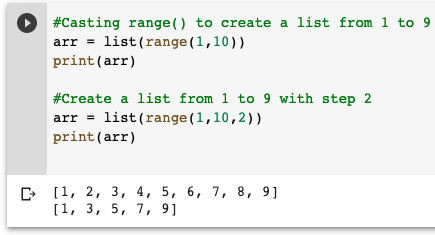 #Casting range() to create a list from 1 to 9
arr = list(range(1,10))
print(arr)
#Create a list from 1 to 9 with step 2
arr = list(range(1,10,2))
print(arr)
[1, 2, 3, 4, 5, 6, 7, 8, 9]
[1, 3, 5, 7, 9]